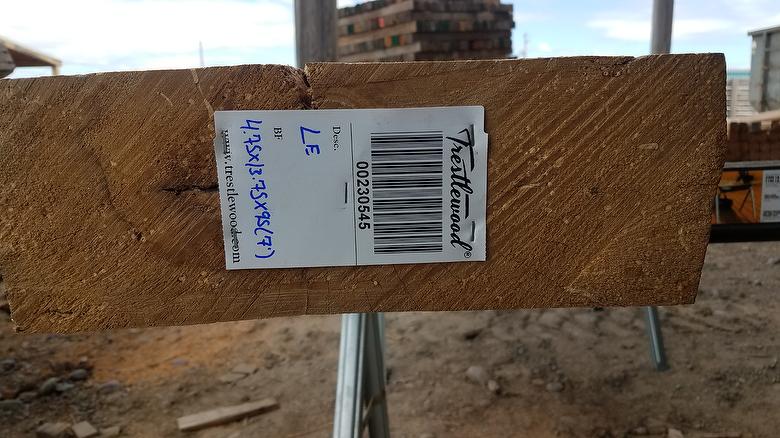 Trestlewood®
00230545
Desc.
LE
BF
4.75x13.75x95(7')
www.trestlewood.com